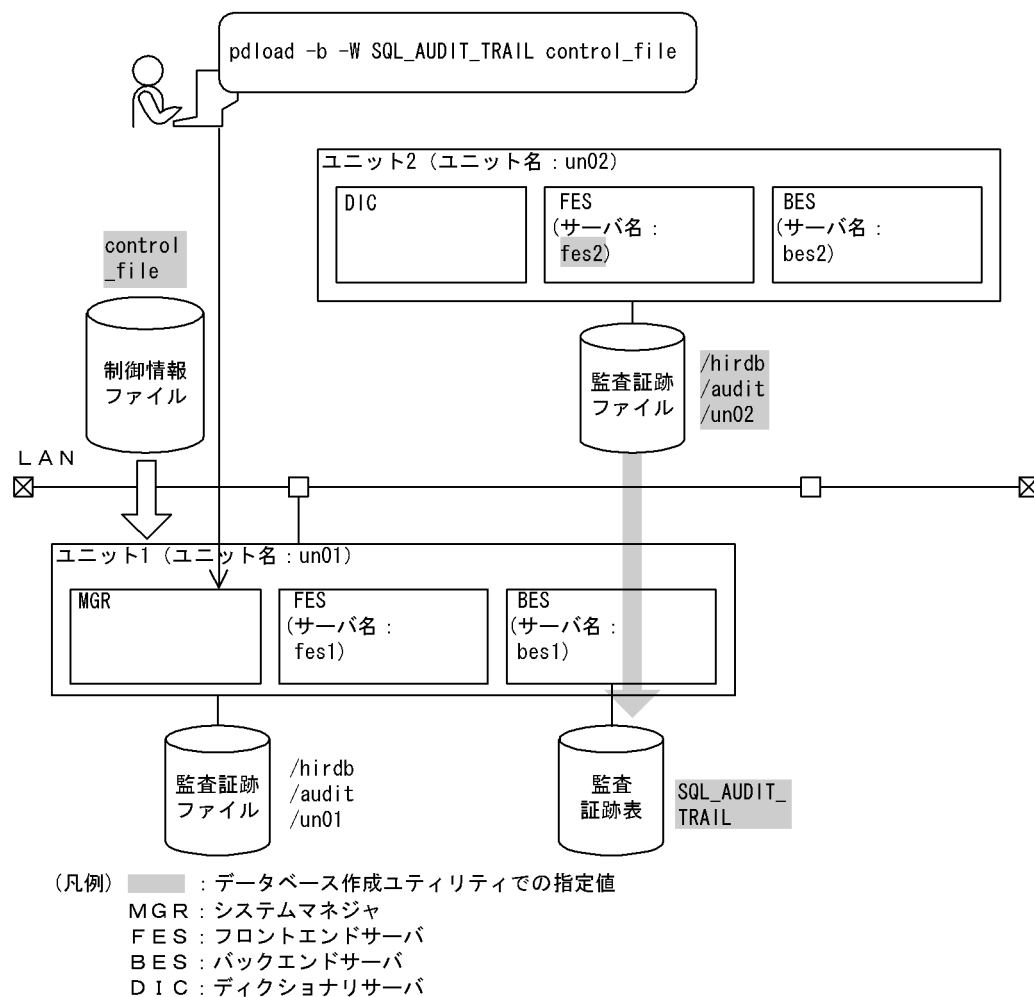 pdload -b -W SQL_AUDIT_TRAIL control_file
ユニット2（ユニット名：un02）
DIC
FES
（サーバ名：
fes2）
BES
（サーバ名：
bes2）
control
_file
制御情報
ファイル
監査証跡
ファイル
/hirdb
/audit
/un02
ＬＡＮ
ユニット1（ユニット名：un01）
MGR
FES
（サーバ名：
fes1）
BES
（サーバ名：
bes1）
監査証跡
ファイル
/hirdb
/audit
/un01
監査
証跡表
SQL_AUDIT_
TRAIL
（凡例）　：データベース作成ユティリティでの指定値
ＭＧＲ：システムマネジャ
ＦＥＳ：フロントエンドサーバ
ＢＥＳ：バックエンドサーバ
ＤＩＣ：ディクショナリサーバ